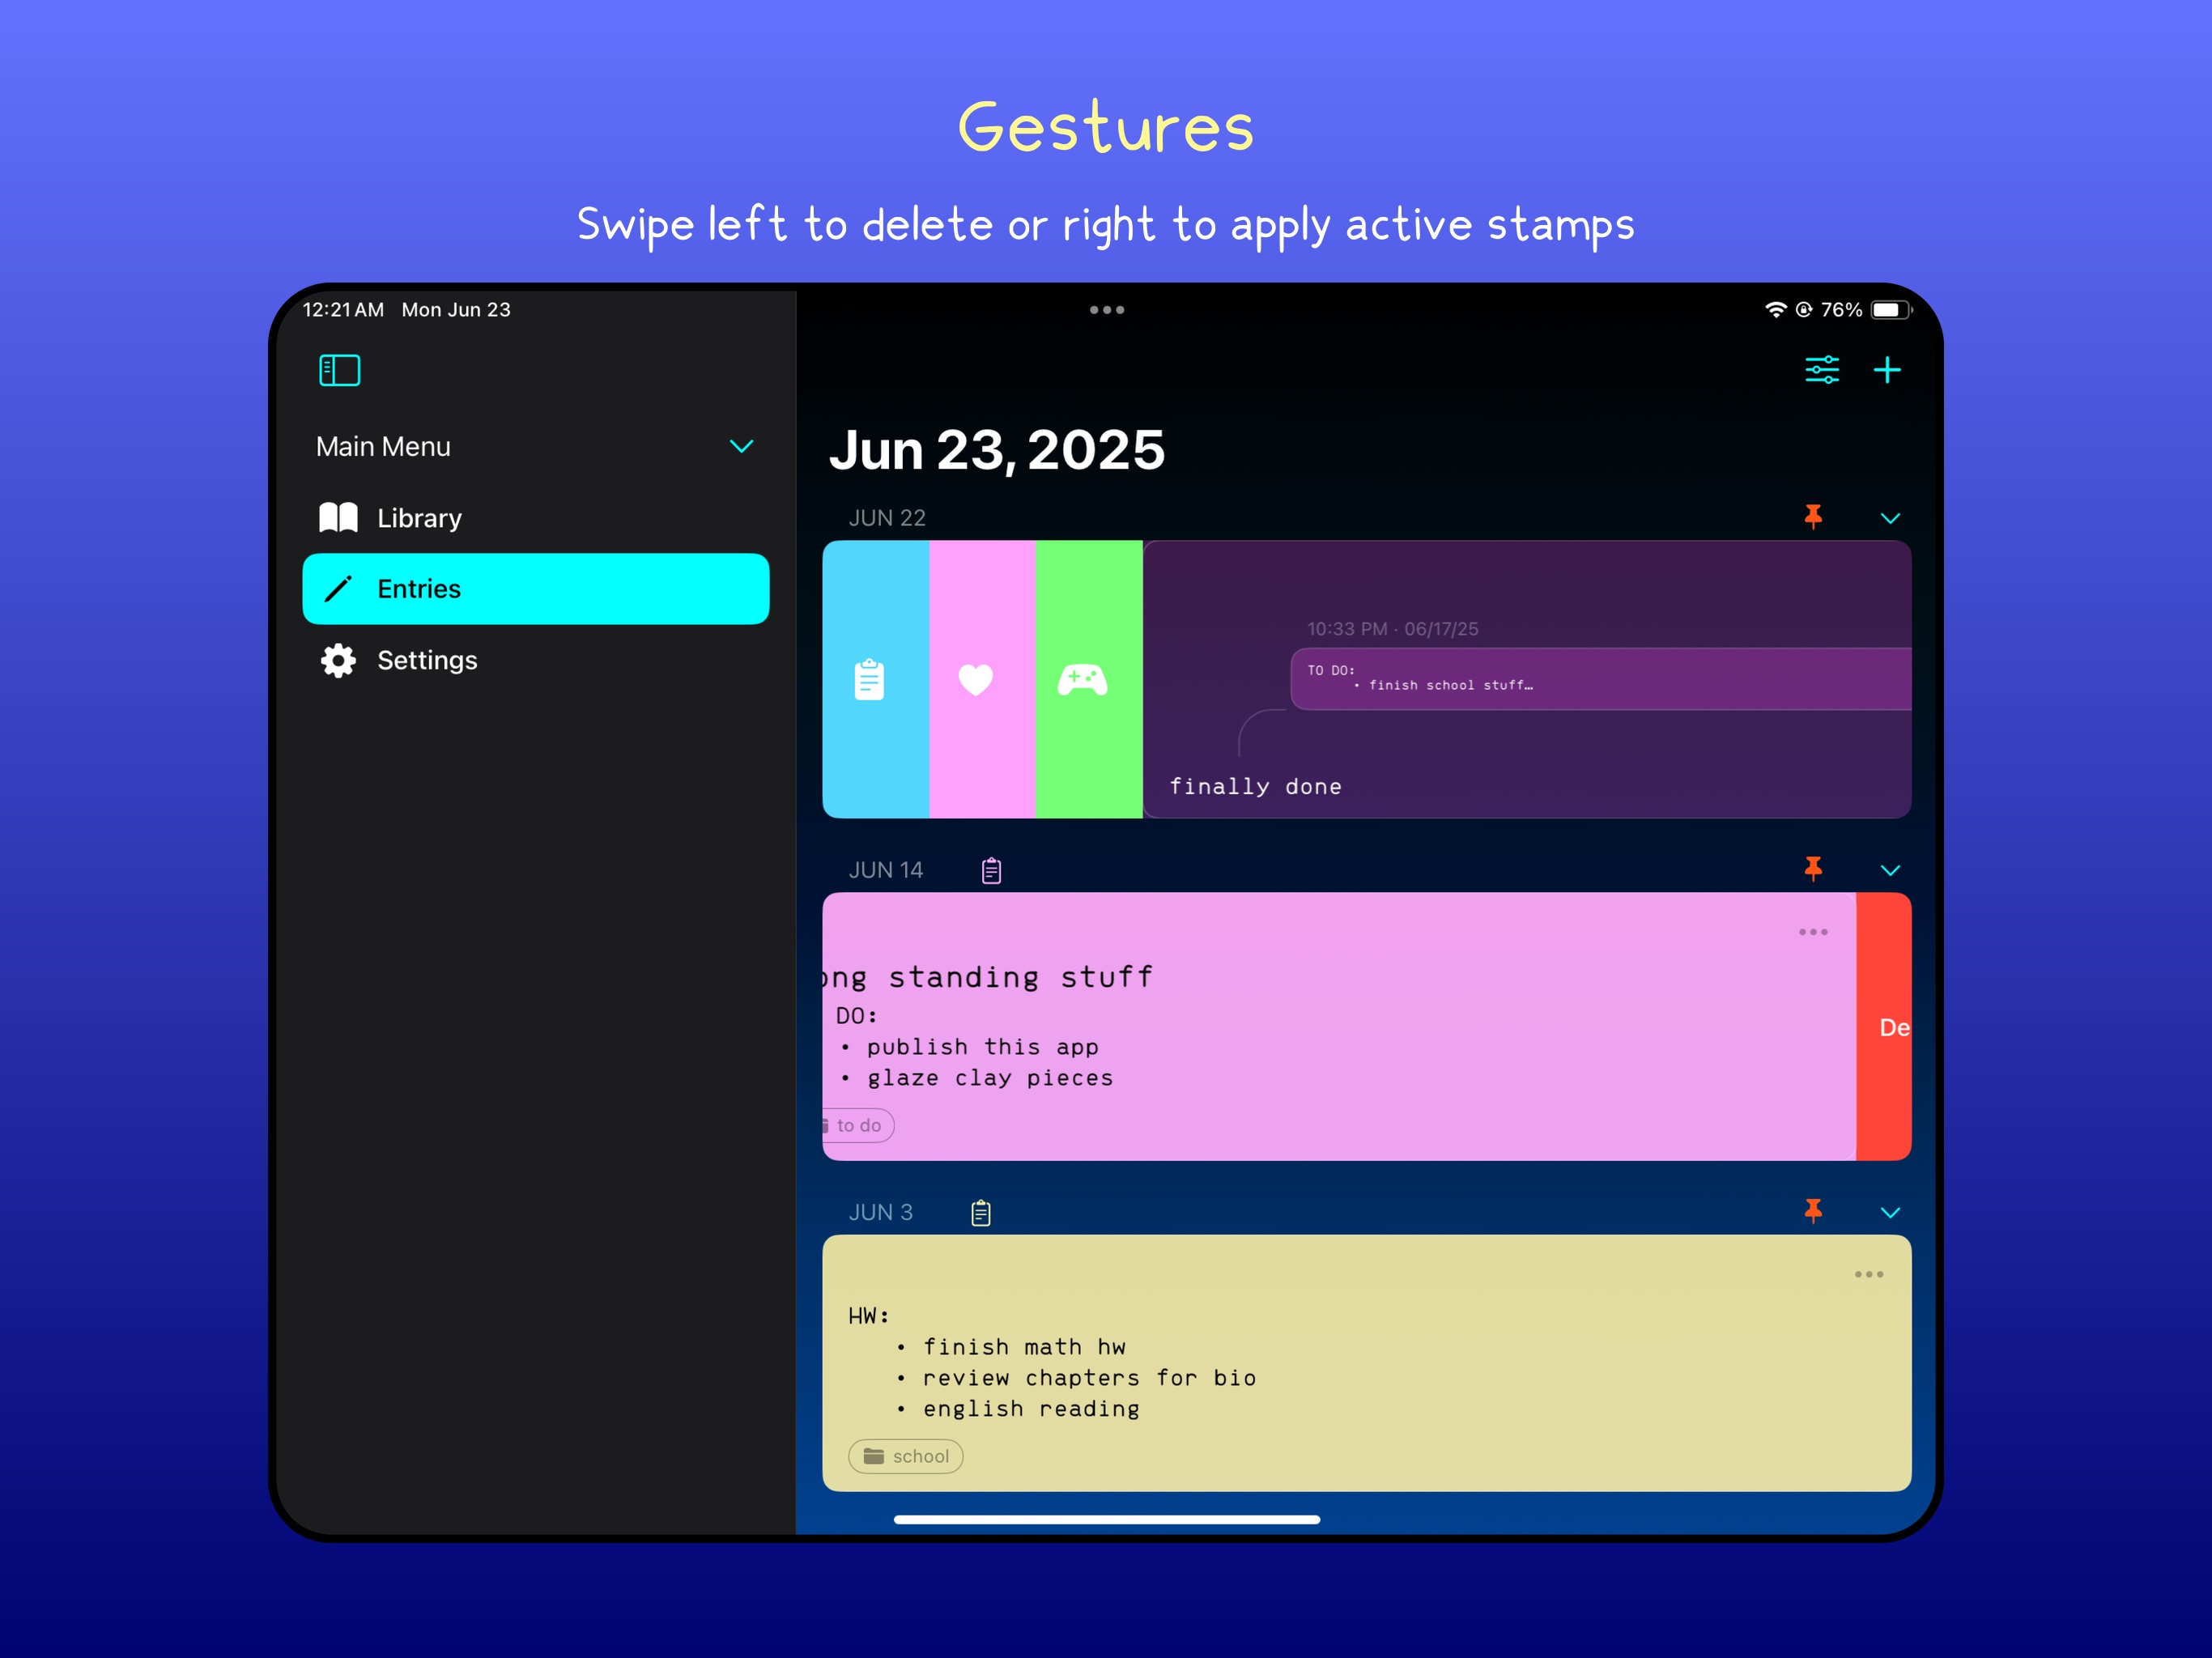 Gestures
Swipe left to delete or right to apply active stamps
12:21 AM Mon Jun 23
76%
Main Menu
Library
Entries
Settings
Jun 23, 2025
JUN 22
10:33 PM · 06/17/25
TO DO:
• finish school stuff…
finally done
JUN 14
ong standing stuff
DO:
• publish this app
• glaze clay pieces
to do
De
JUN 3
HW:
• finish math hw
• review chapters for bio
• english reading
school